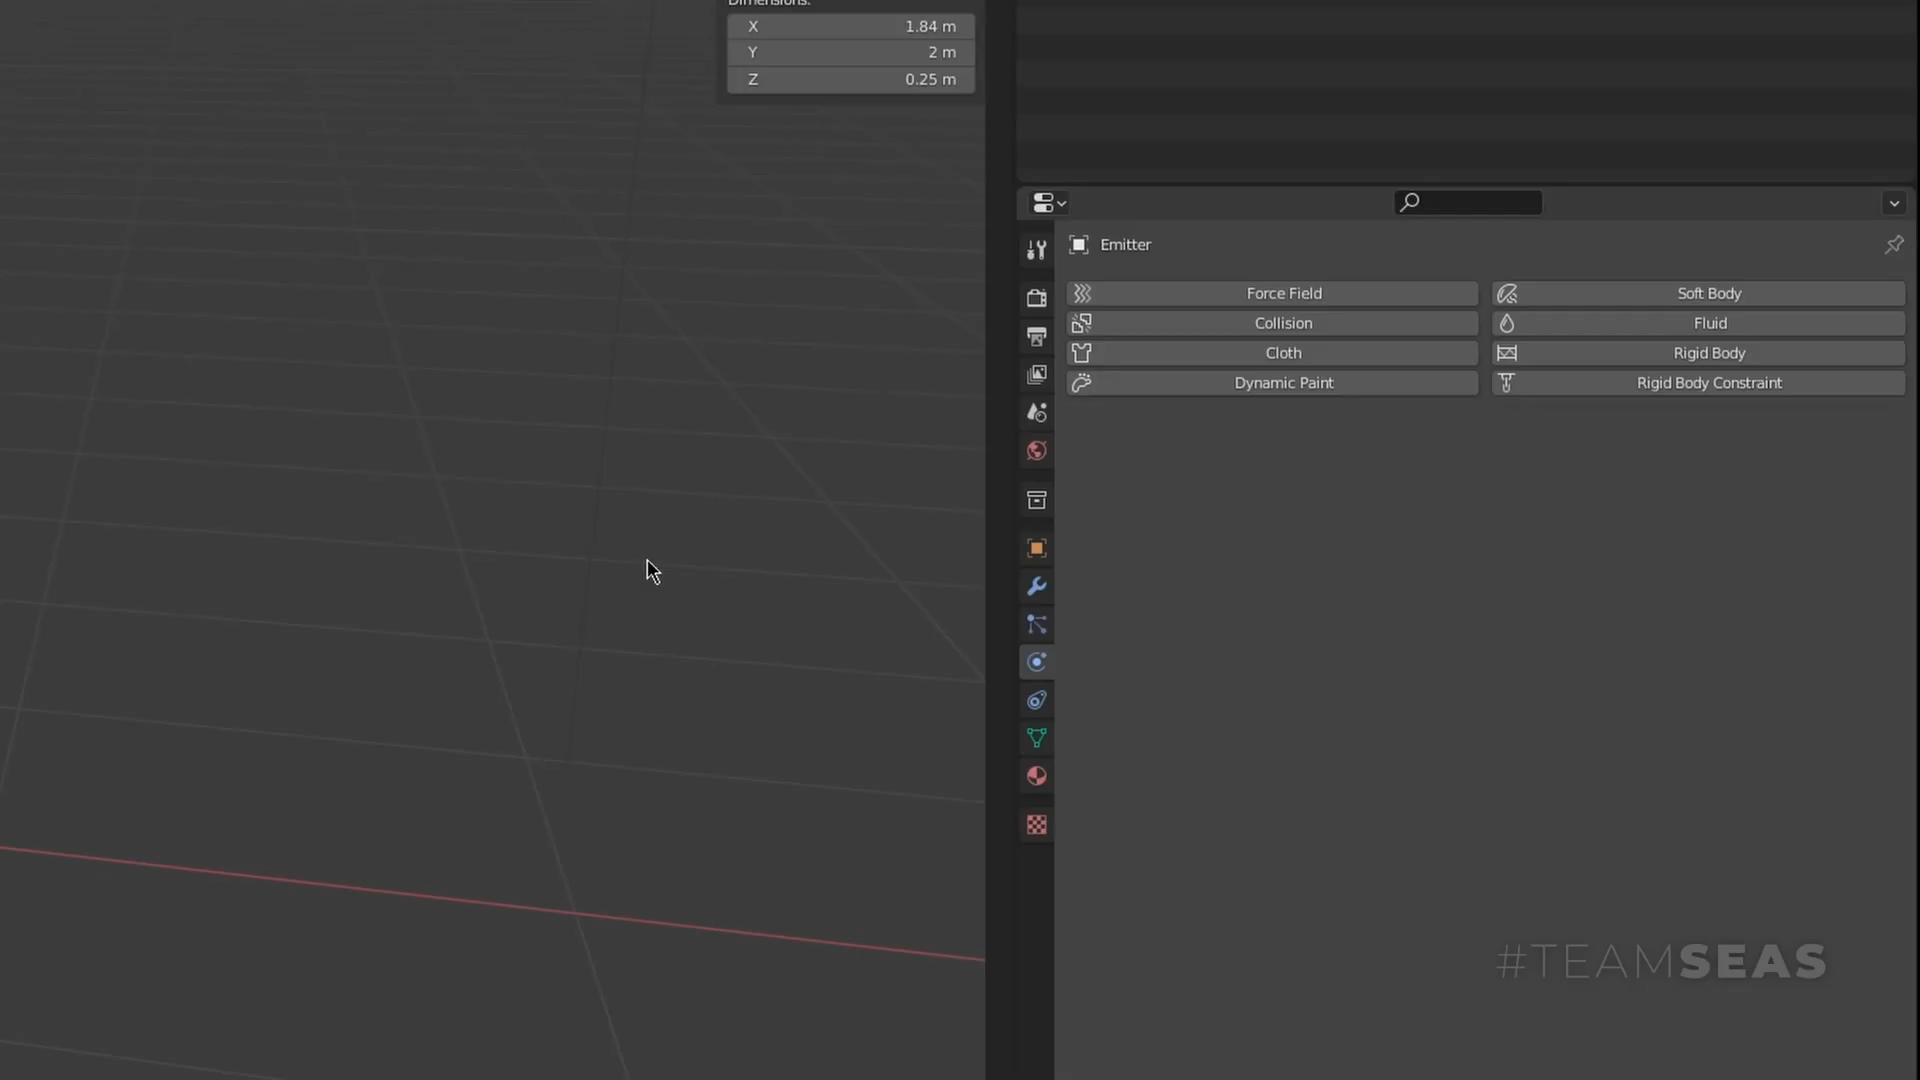 Dimensions:
X 1.84 m
Y 2 m
Z 0.25 m
Emitter
Force Field Soft Body
Collision Fluid
Cloth Rigid Body
Dynamic Paint Rigid Body Constraint
#TEAMSEAS